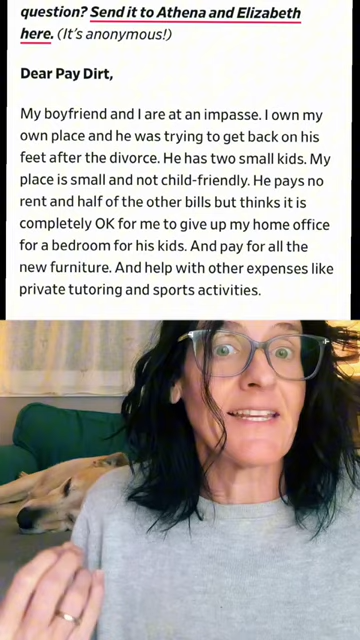 question? Send it to Athena and Elizabeth
here. (It's anonymous!)
Dear Pay Dirt,
My boyfriend and I are at an impasse. I own my
own place and he was trying to get back on his
feet after the divorce. He has two small kids. My
place is small and not child-friendly. He pays no
rent and half of the other bills but thinks it is
completely OK for me to give up my home office
for a bedroom for his kids. And pay for all the
new furniture. And help with other expenses like
private tutoring and sports activities.